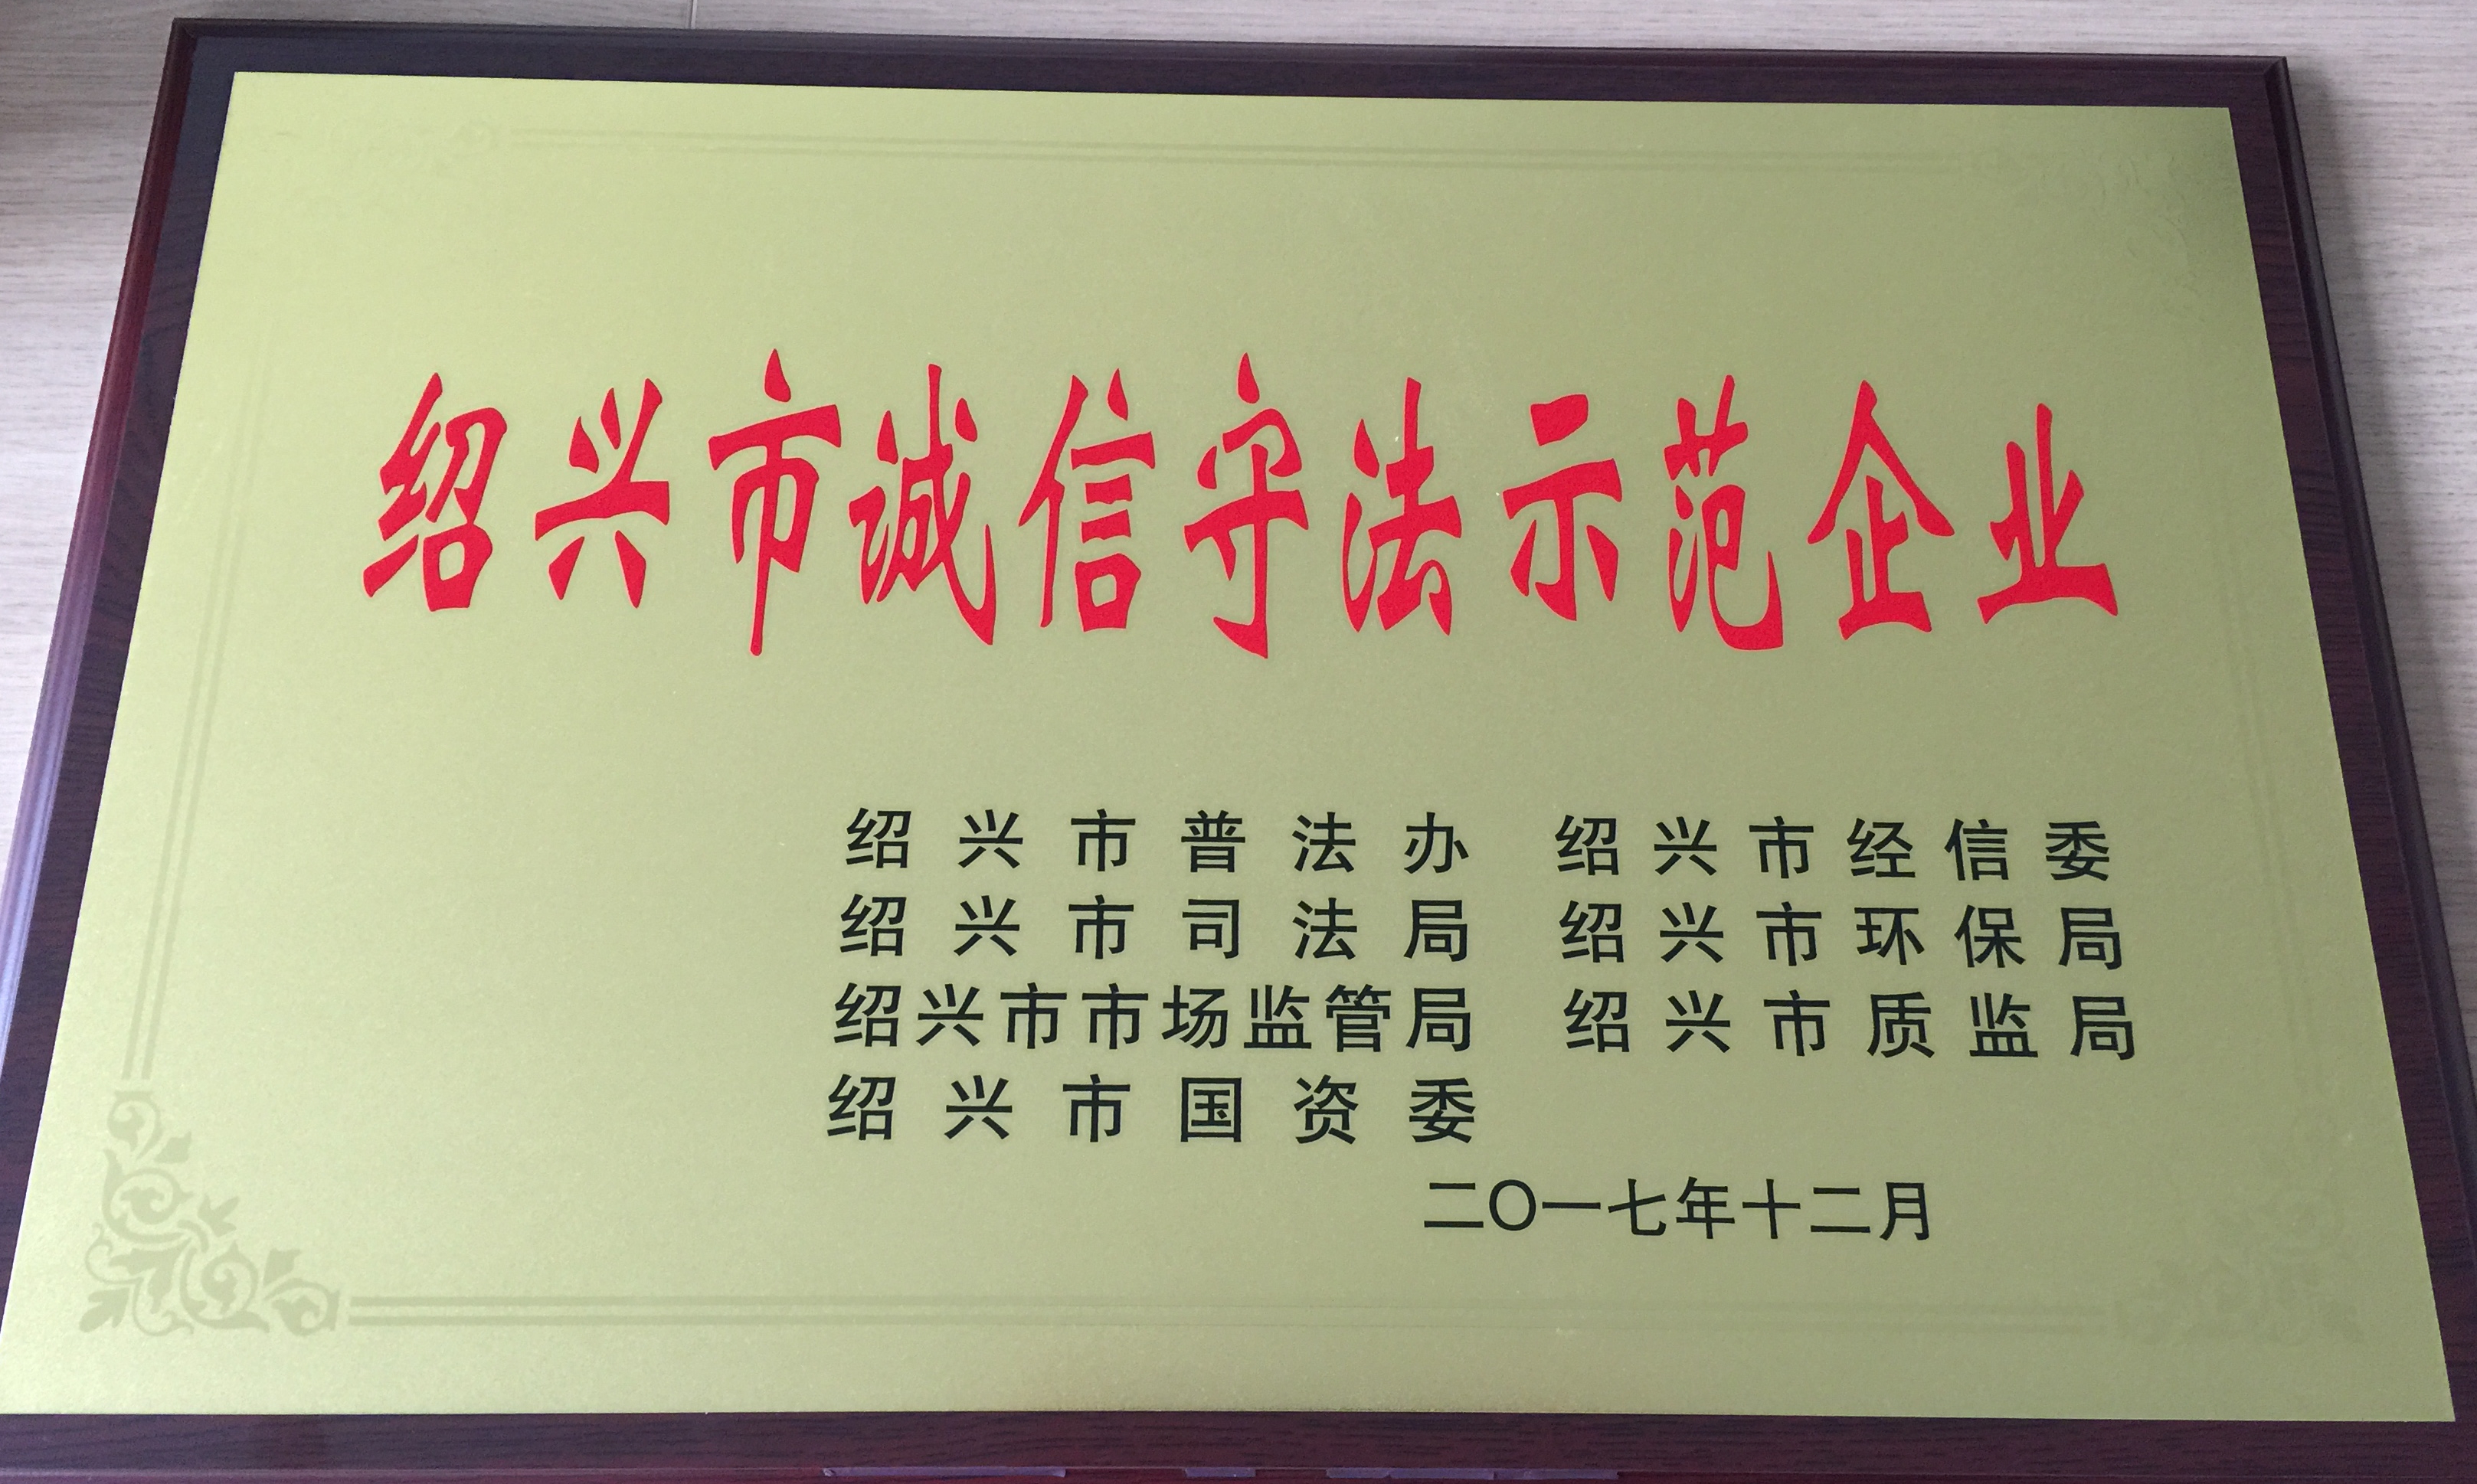 绍兴市诚信守法示范企业
绍兴市普法办 绍兴市经信委
绍兴市司法局 绍兴市环保局
绍兴市市场监管局 绍兴市质监局
绍兴市国资委
二〇一七年十二月